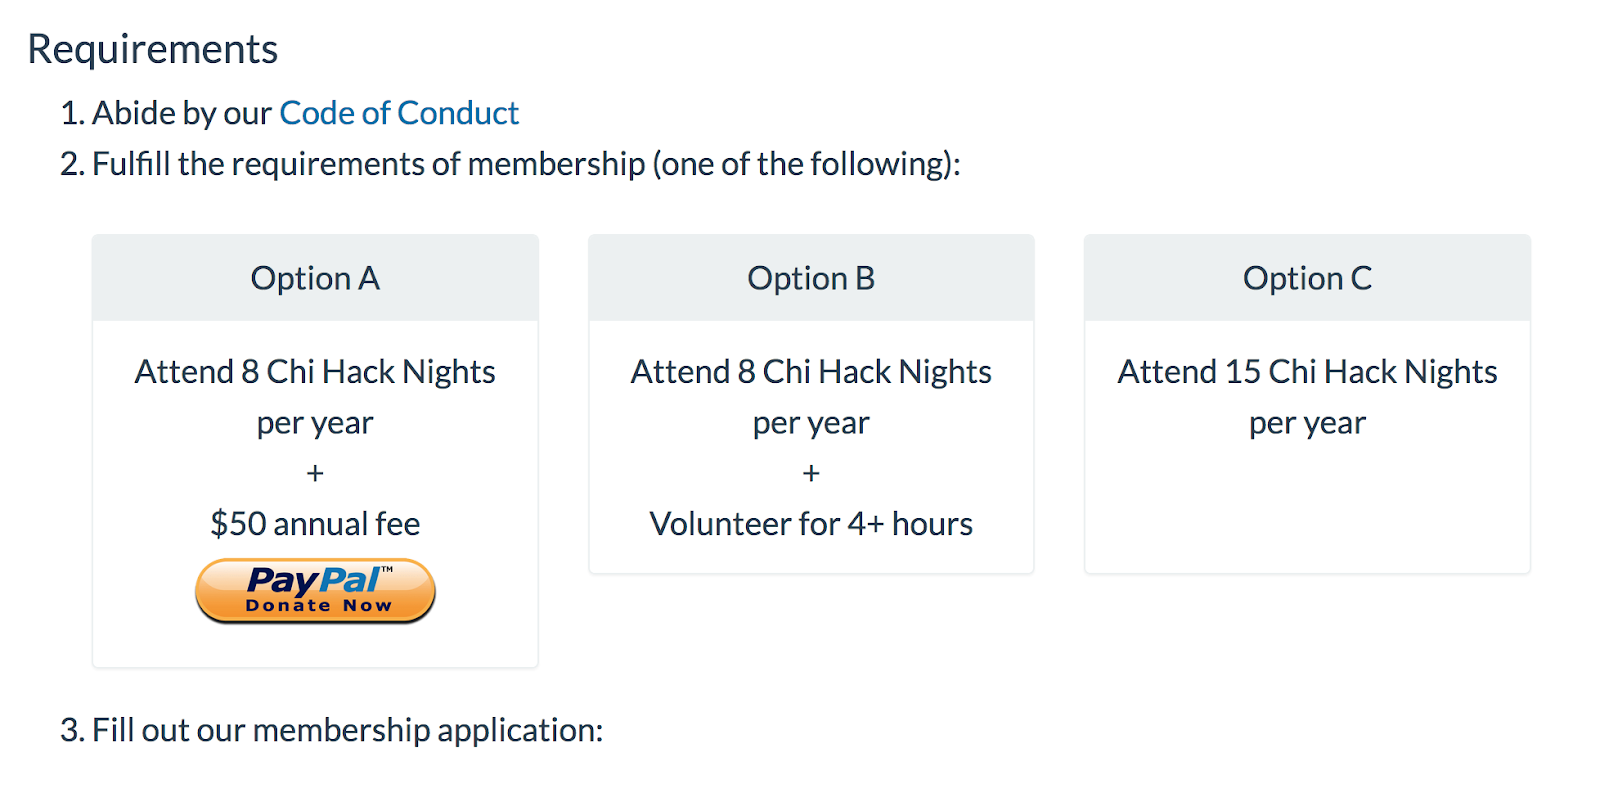 Requirements
1. Abide by our Code of Conduct
2. Fulfill the requirements of membership (one of the following):
Option A
Attend 8 Chi Hack Nights
per year
+
$50 annual fee
PayPal™
Donate Now
Option B
Attend 8 Chi Hack Nights
per year
+
Volunteer for 4+ hours
Option C
Attend 15 Chi Hack Nights
per year
3. Fill out our membership application: